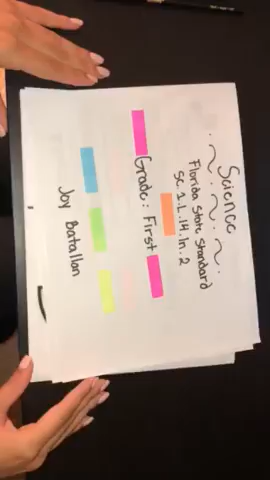 Science
Florida State Standard
SC.1.L.14.In.2
Grade: First
Joy Batallan